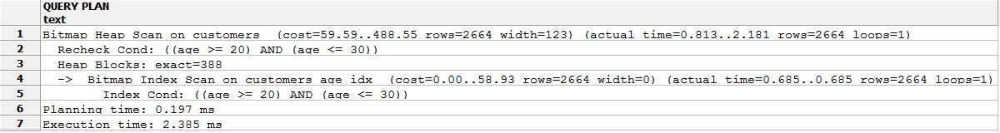 QUERY PLAN
text
1 Bitmap Heap Scan on customers (cost=59.59..488.55 rows=2664 width=123) (actual time=0.813..2.181 rows=2664 loops=1)
2 Recheck Cond: ((age >= 20) AND (age <= 30))
3 Heap Blocks: exact=388
4 -> Bitmap Index Scan on customers_age_idx (cost=0.00..58.93 rows=2664 width=0) (actual time=0.685..0.685 rows=2664 loops=1)
5 Index Cond: ((age >= 20) AND (age <= 30))
6 Planning time: 0.197 ms
7 Execution time: 2.385 ms